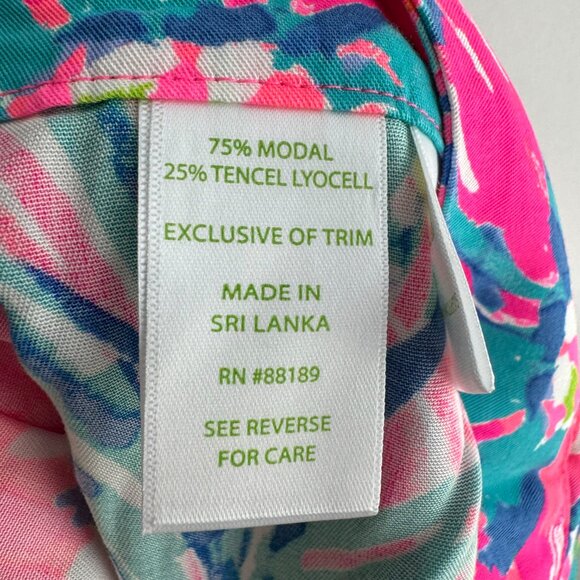 75% MODAL
25% TENCEL LYOCELL
EXCLUSIVE OF TRIM
MADE IN
SRI LANKA
RN #88189
SEE REVERSE
FOR CARE